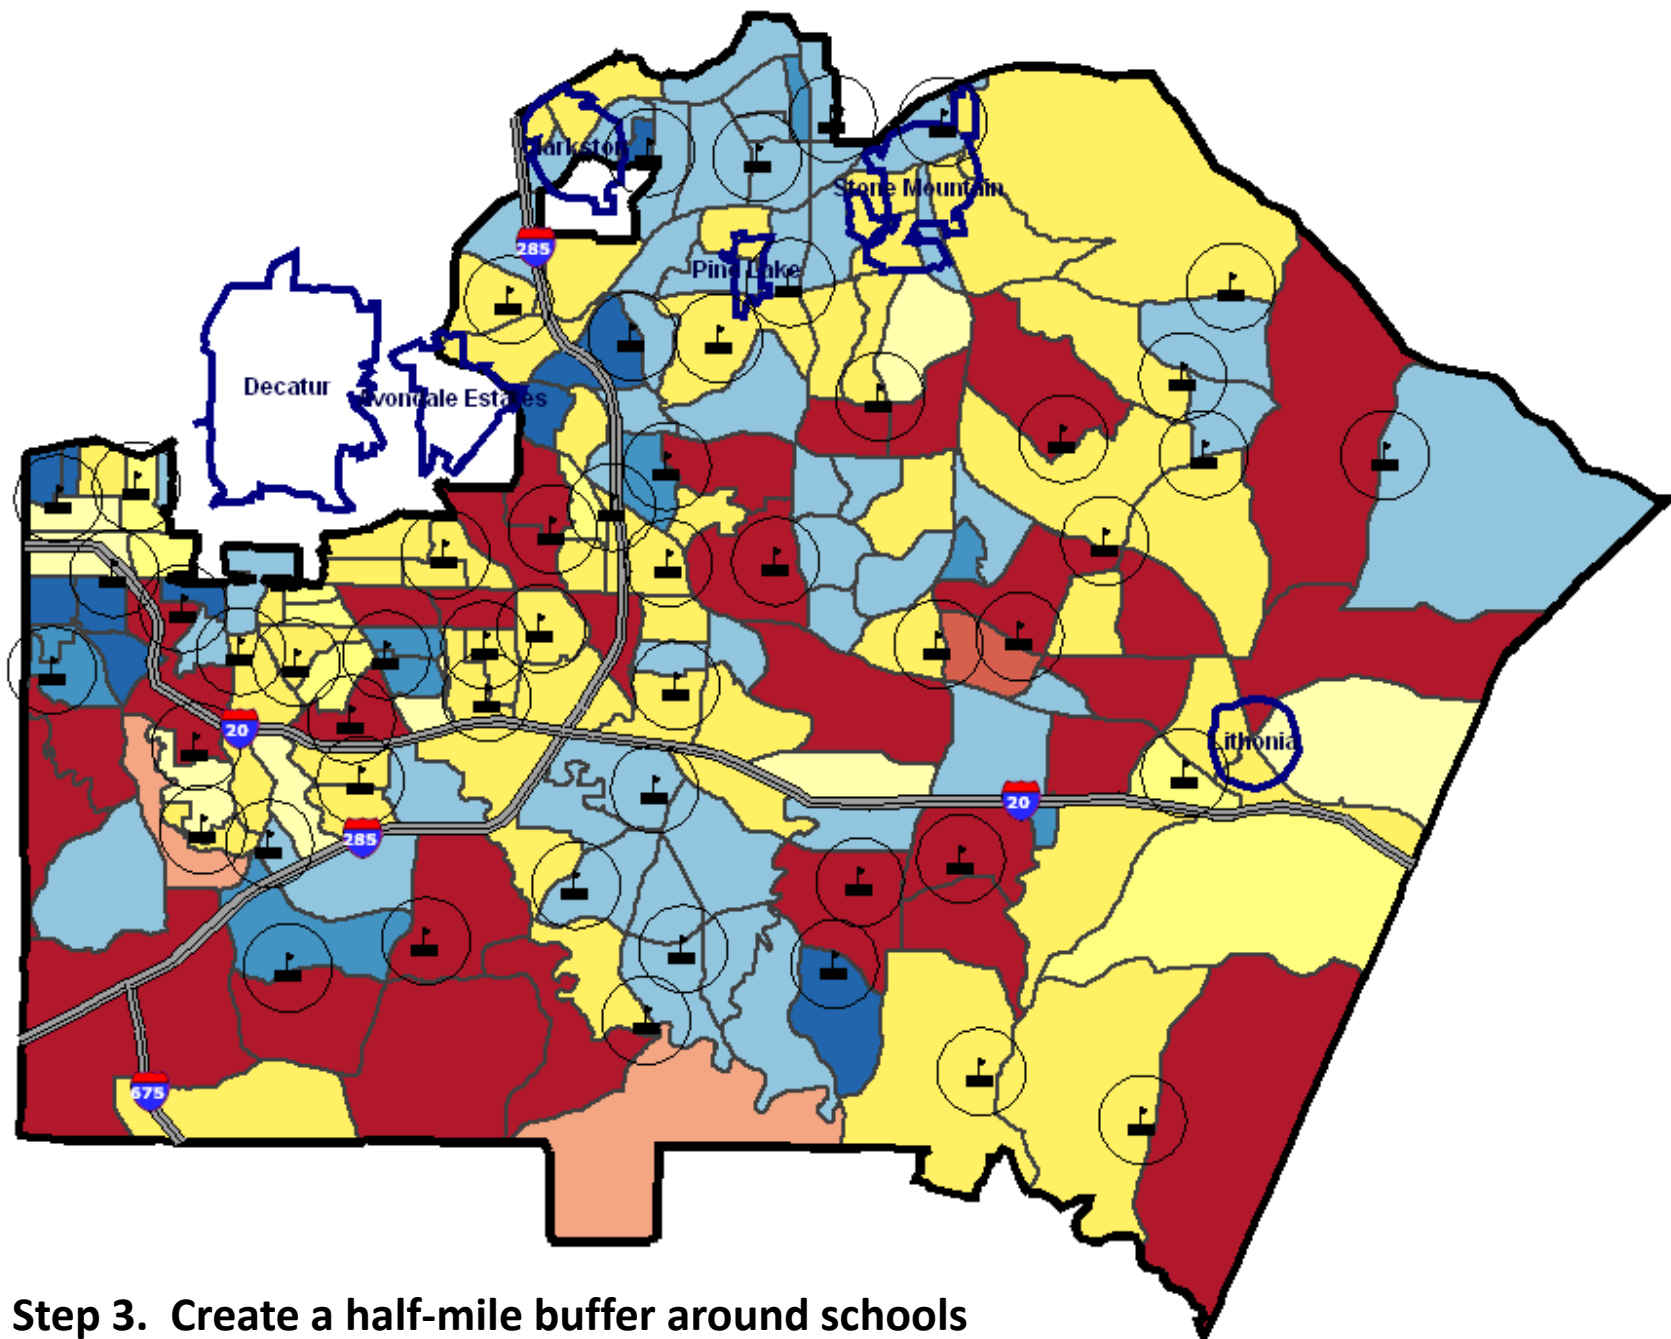 Clarkston
Stone Mountain
285
Pine Lake
Decatur
Avondale Estates
20
Lithonia
20
285
675
Step 3. Create a half-mile buffer around schools